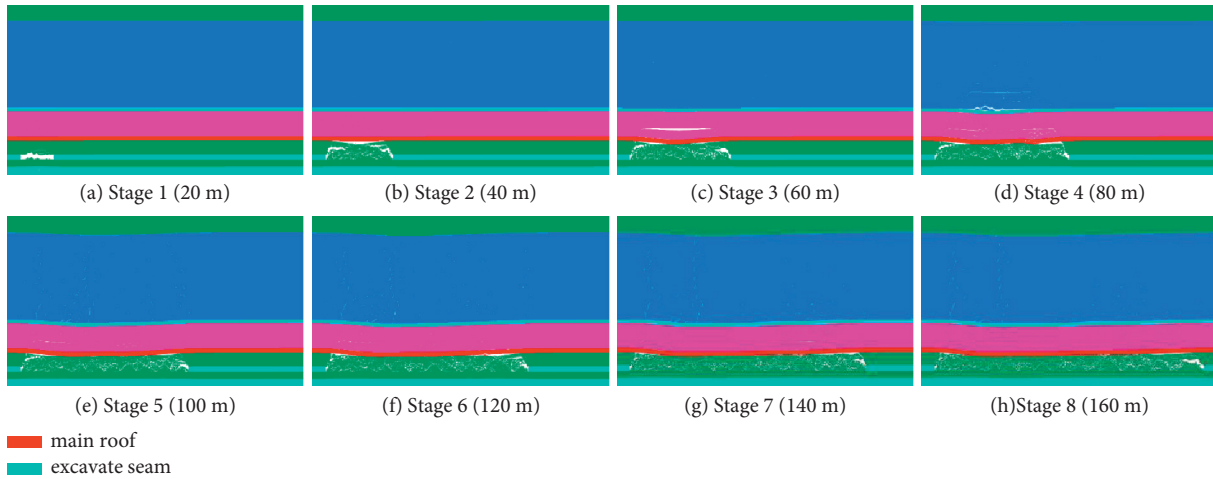 (a) Stage 1 (20 m)
(b) Stage 2 (40 m)
(c) Stage 3 (60 m)
(d) Stage 4 (80 m)
(e) Stage 5 (100 m)
(f) Stage 6 (120 m)
(g) Stage 7 (140 m)
(h)Stage 8 (160 m)
main roof
excavate seam